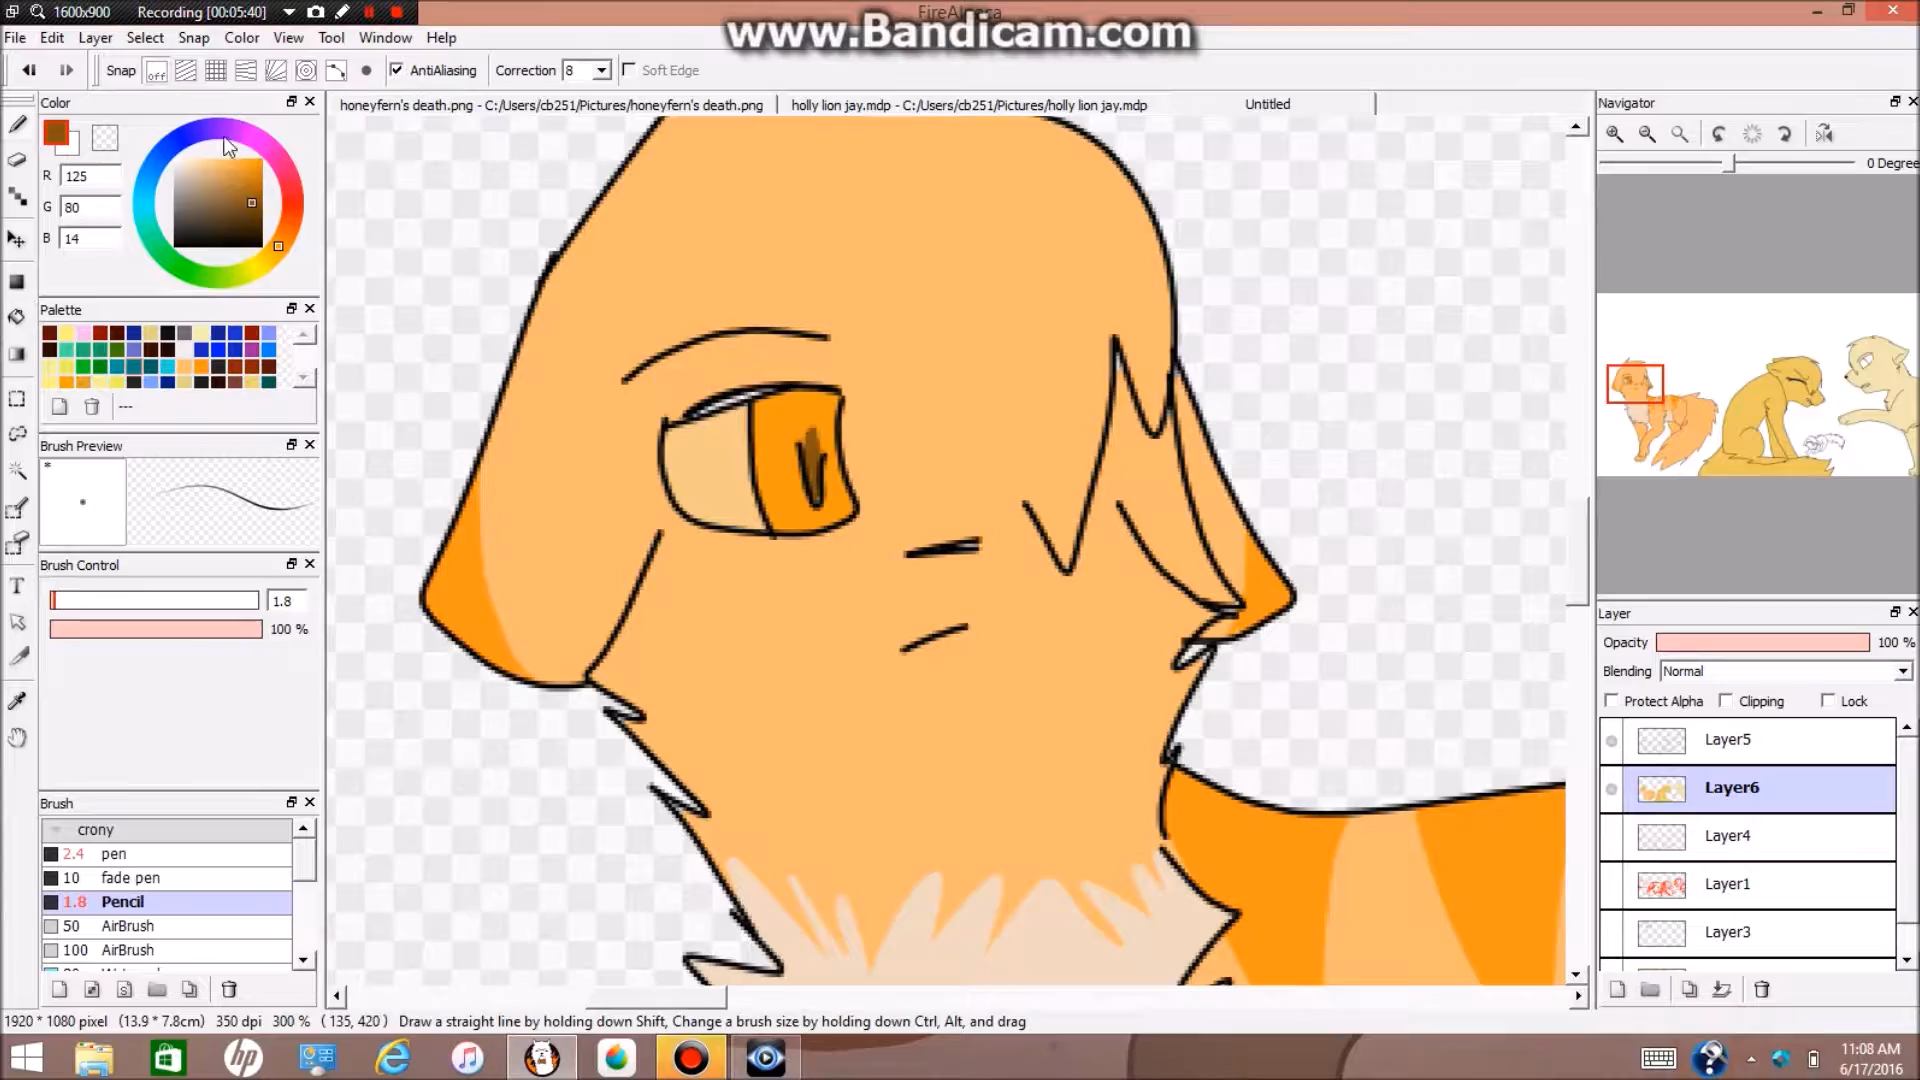 1600x900 Recording [00:05:40]
FireAlpaca
www.Bandicam.com
File Edit Layer Select Snap Color View Tool Window Help
Snap off AntiAliasing Correction 8 Soft Edge
Color
honeyfern's death.png - C:/Users/cb251/Pictures/honeyfern's death.png holly lion jay.mdp - C:/Users/cb251/Pictures/holly lion jay.mdp Untitled
Navigator
0 Degree
R 125
G 80
B 14
Palette
---
Brush Preview
*
Brush Control
1.8
100 %
Layer
Opacity 100 %
Blending Normal
Protect Alpha Clipping Lock
Layer5
Layer6
Layer4
Layer1
Layer3
Brush
crony
2.4 pen
10 fade pen
1.8 Pencil
50 AirBrush
100 AirBrush
1920 * 1080 pixel (13.9 * 7.8cm) 350 dpi 300 % ( 135, 420 ) Draw a straight line by holding down Shift, Change a brush size by holding down Ctrl, Alt, and drag
hp
11:08 AM
6/17/2016